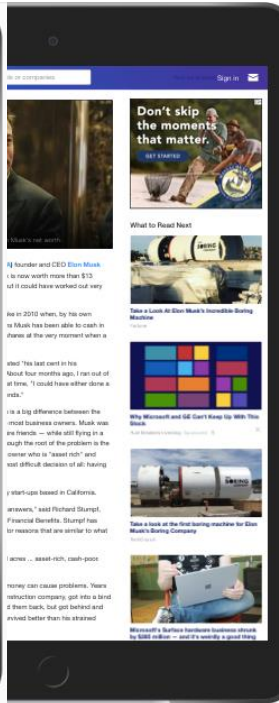 Sign in
Musk's net worth
founder and CEO Elon Musk
is now worth more than $13
ut it could have worked out very
ke in 2010 when, by his own
Musk has been able to cash in
shares at the very moment when a
sted "his last cent in his
About four months ago, I ran out of
at time, "I could have either done a
ends."
is a big difference between the
most business owners. Musk was
re friends — while still flying in a
ough the root of the problem is the
owner who is "asset rich" and
ost difficult decision of all: having
y start-ups based in California.
answers," said Richard Stumpf,
Financial Benefits. Stumpf has
or reasons that are similar to what
acres ... asset-rich, cash-poor.
money can cause problems. Years
nstruction company, got into a bind
d them back, but got behind and
rvived better than his strained
Don't skip
the moments
that matter.
GET STARTED
What to Read Next
BORING
Take a Look At Elon Musk's Incredible Boring
Machine
Why Microsoft and GE Can't Keep Up With This
Stock
BORING
Take a look at the first boring machine for Elon
Musk's Boring Company
Microsoft's Surface hardware business shrunk
by $285 million — and it's weirdly a good thing